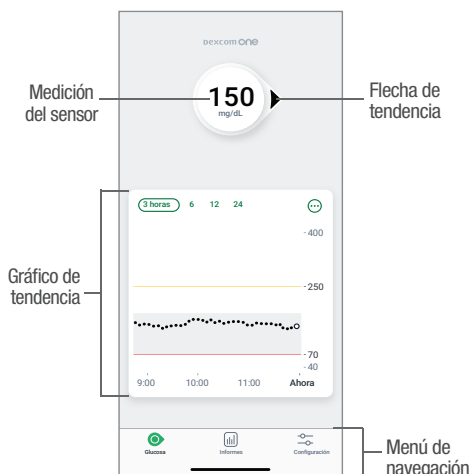 Dexcom ONE
150
mg/dL
Medición
del sensor
Flecha de
tendencia
3 horas 6 12 24
400
250
70
40
9:00 10:00 11:00 Ahora
Gráfico de
tendencia
Glucosa Informes Configuración
Menú de
navegación